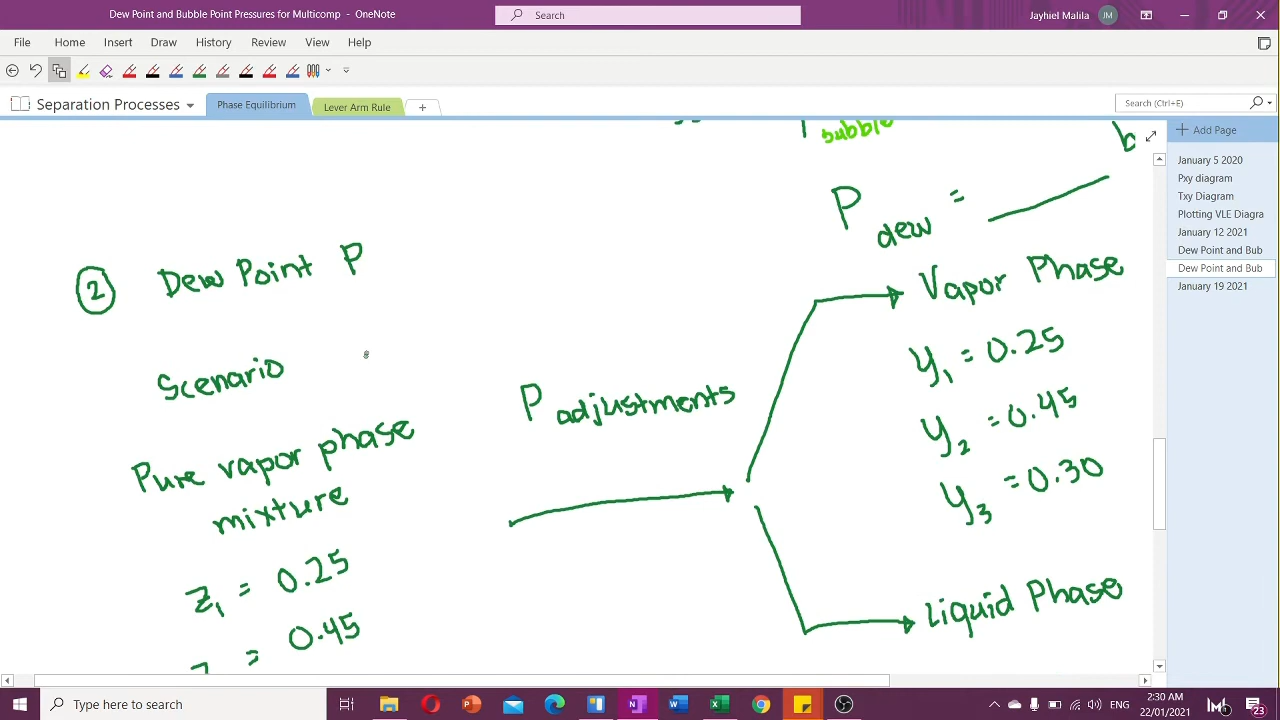 Dew Point and Bubble Point Pressures for Multicomp - OneNote
Search
Jayhiel Malila
JM
File Home Insert Draw History Review View Help
Separation Processes
Phase Equilibrium
Lever Arm Rule
Search (Ctrl+E)
Add Page
January 5 2020
Pxy diagram
Txy Diagram
Plotting VLE Diagra
January 12 2021
Dew Point and Bub
Dew Point and Bub
January 19 2021
bubble
P dew =
2 Dew Point P
Scenario
Pure vapor phase
mixture
z1 = 0.25
= 0.45
P adjustments
Vapor Phase
y1 = 0.25
y2 = 0.45
y3 = 0.30
Liquid Phase
Type here to search
ENG
2:30 AM
22/01/2021
23